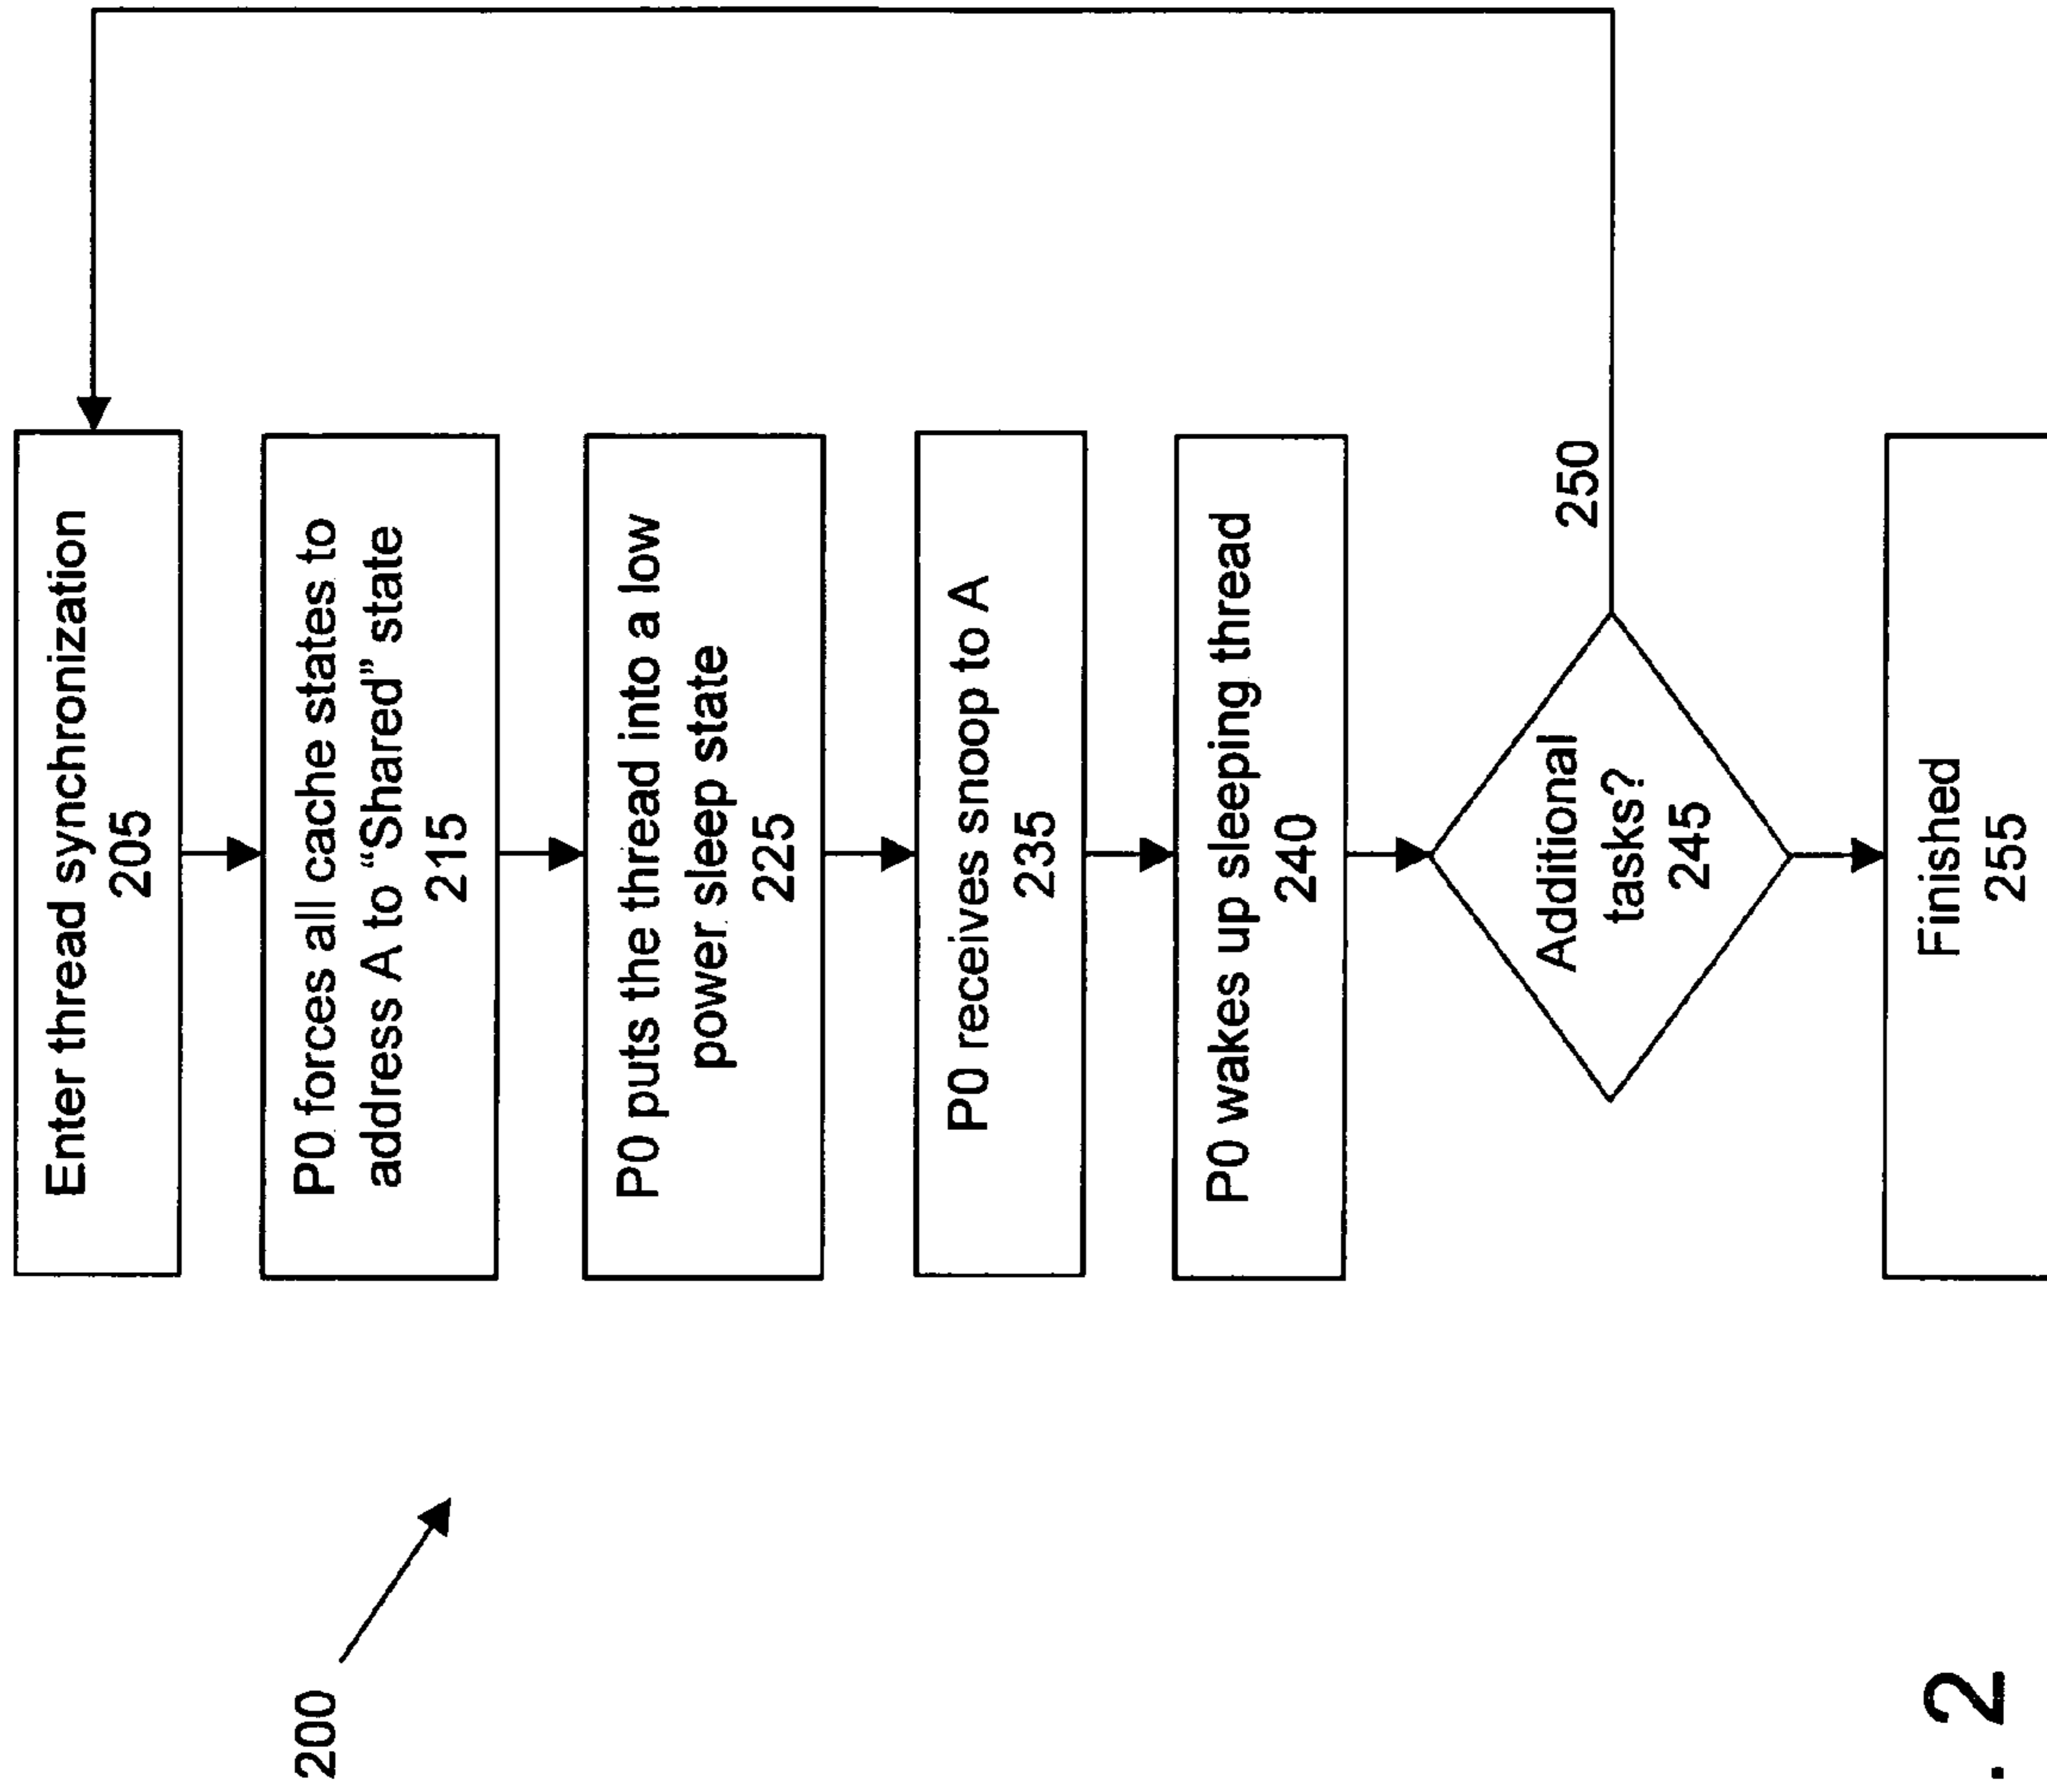 Enter thread synchronization
205
P0 forces all cache states to
address A to “Shared” state
215
P0 puts the thread into a low
power sleep state
225
P0 receives snoop to A
235
P0 wakes up sleeping thread
240
Additional
tasks?
245
250
Finished
255
200
. 2